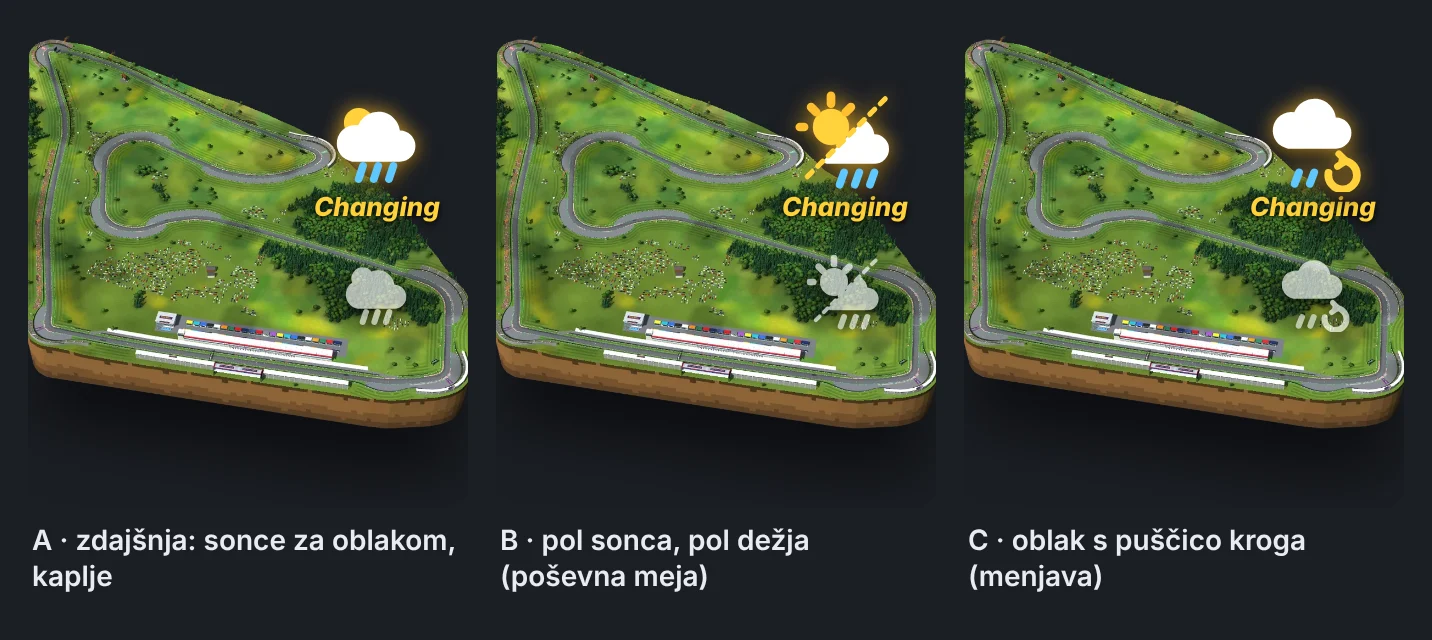 Changing
Changing
Changing
A · zdajšnja: sonce za oblakom,
kaplje
B · pol sonca, pol dežja
(poševna meja)
C · oblak s puščico kroga
(menjava)